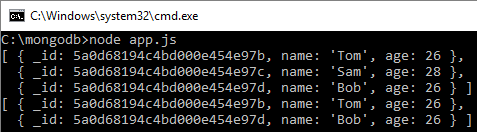 C:\Windows\system32\cmd.exe
C:\mongodb>node app.js
[ { _id: 5a0d68194c4bd000e454e97b, name: 'Tom', age: 26 },
  { _id: 5a0d68194c4bd000e454e97c, name: 'Sam', age: 28 },
  { _id: 5a0d68194c4bd000e454e97d, name: 'Bob', age: 26 } ]
[ { _id: 5a0d68194c4bd000e454e97b, name: 'Tom', age: 26 },
  { _id: 5a0d68194c4bd000e454e97d, name: 'Bob', age: 26 } ]